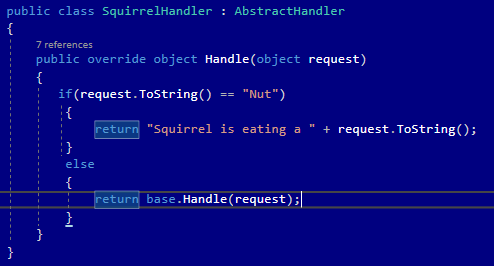 public class SquirrelHandler : AbstractHandler
{
7 references
public override object Handle(object request)
{
if(request.ToString() == "Nut")
{
return "Squirrel is eating a " + request.ToString();
}
else
{
return base.Handle(request);
}
}
}